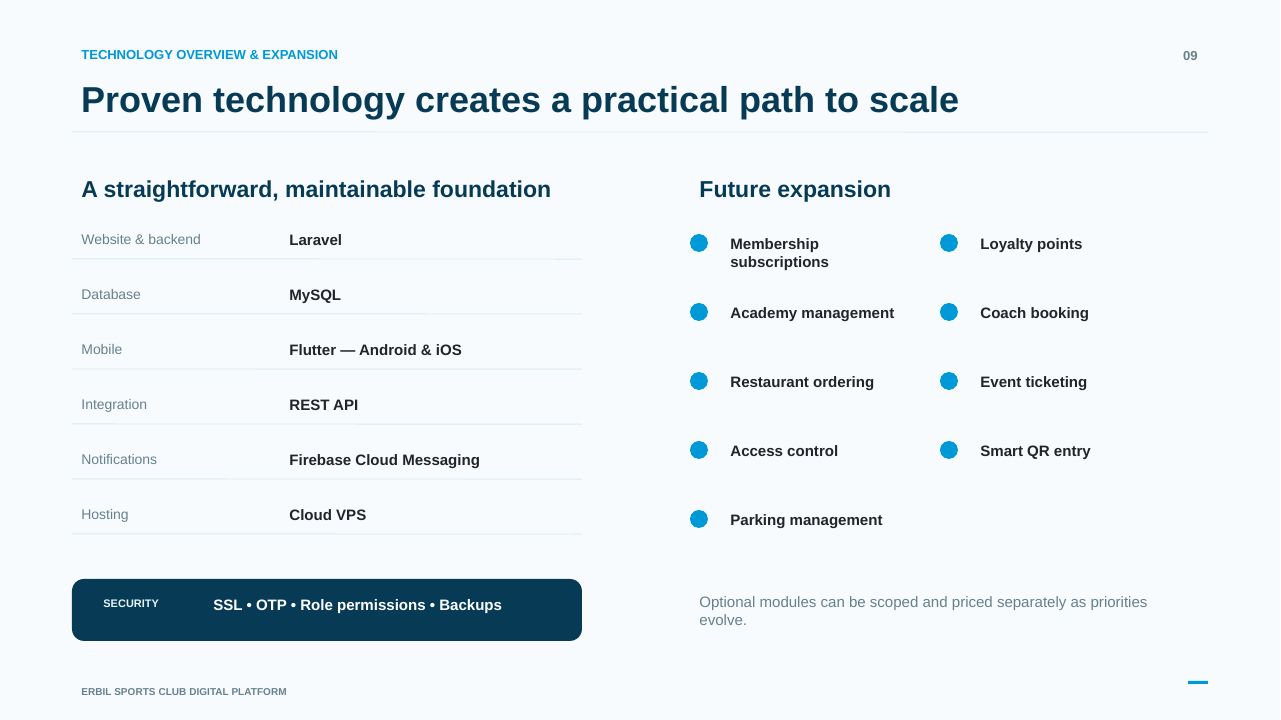 TECHNOLOGY OVERVIEW & EXPANSION
09
Proven technology creates a practical path to scale
A straightforward, maintainable foundation
Website & backend Laravel
Database MySQL
Mobile Flutter — Android & iOS
Integration REST API
Notifications Firebase Cloud Messaging
Hosting Cloud VPS
SECURITY SSL • OTP • Role permissions • Backups
Future expansion
Membership
subscriptions
Loyalty points
Academy management
Coach booking
Restaurant ordering
Event ticketing
Access control
Smart QR entry
Parking management
Optional modules can be scoped and priced separately as priorities
evolve.
ERBIL SPORTS CLUB DIGITAL PLATFORM